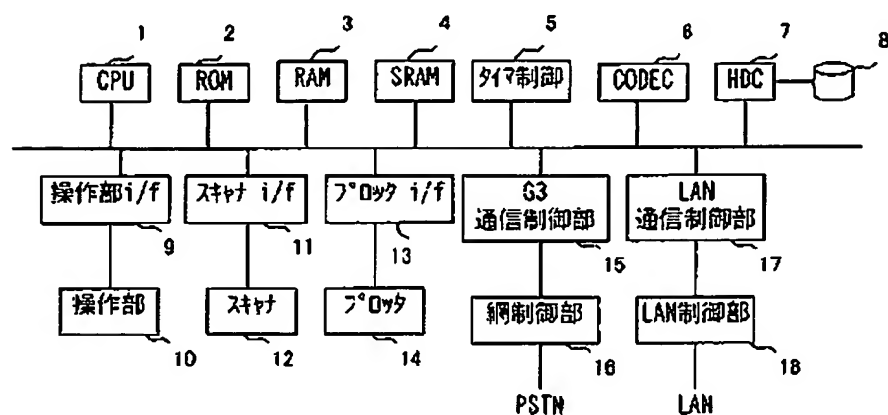 1 2 3 4 5 6 7 8
CPU ROM RAM SRAM タイマ制御 CODEC HDC
操作部i/f スキャナ i/f プロッタ i/f G3 LAN
通信制御部 通信制御部
9 11 13 15 17
操作部 スキャナ プロッタ 網制御部 LAN制御部
10 12 14 16 18
PSTN LAN